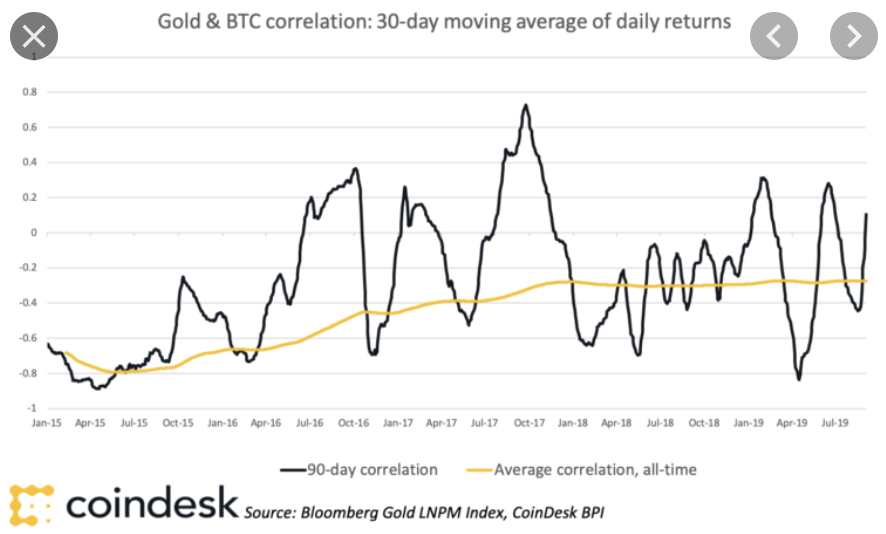 Gold & BTC correlation: 30-day moving average of daily returns
1
0.8
0.6
0.4
0.2
0
-0.2
-0.4
-0.6
-0.8
-1
Jan-15 Apr-15 Jul-15 Oct-15 Jan-16 Apr-16 Jul-16 Oct-16 Jan-17 Apr-17 Jul-17 Oct-17 Jan-18 Apr-18 Jul-18 Oct-18 Jan-19 Apr-19 Jul-19
90-day correlation Average correlation, all-time
coindesk Source: Bloomberg Gold LNPM Index, CoinDesk BPI